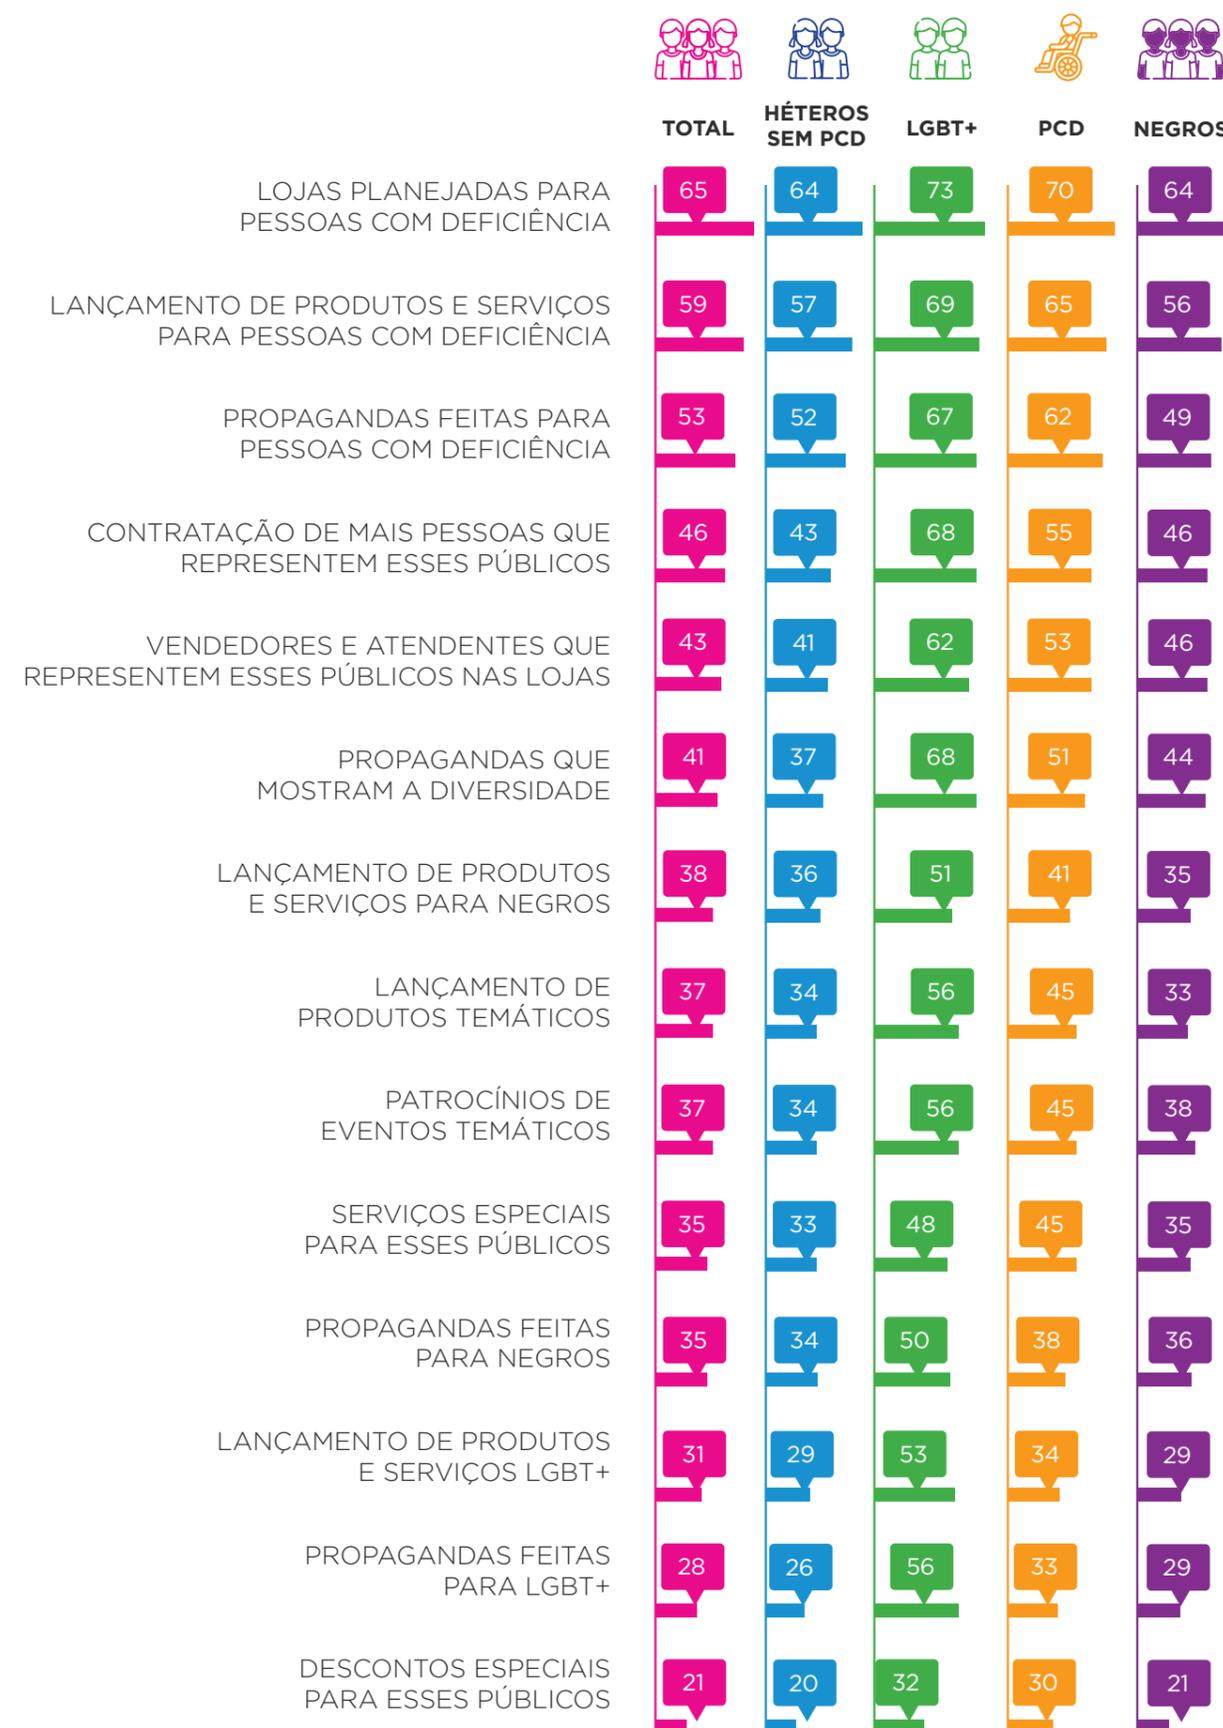 TOTAL
HÉTEROS
SEM PCD
LGBT+
PCD
NEGROS
LOJAS PLANEJADAS PARA
PESSOAS COM DEFICIÊNCIA
65 64 73 70 64
LANÇAMENTO DE PRODUTOS E SERVIÇOS
PARA PESSOAS COM DEFICIÊNCIA
59 57 69 65 56
PROPAGANDAS FEITAS PARA
PESSOAS COM DEFICIÊNCIA
53 52 67 62 49
CONTRATAÇÃO DE MAIS PESSOAS QUE
REPRESENTEM ESSES PÚBLICOS
46 43 68 55 46
VENDEDORES E ATENDENTES QUE
REPRESENTEM ESSES PÚBLICOS NAS LOJAS
43 41 62 53 46
PROPAGANDAS QUE
MOSTRAM A DIVERSIDADE
41 37 68 51 44
LANÇAMENTO DE PRODUTOS
E SERVIÇOS PARA NEGROS
38 36 51 41 35
LANÇAMENTO DE
PRODUTOS TEMÁTICOS
37 34 56 45 33
PATROCÍNIOS DE
EVENTOS TEMÁTICOS
37 34 56 45 38
SERVIÇOS ESPECIAIS
PARA ESSES PÚBLICOS
35 33 48 45 35
PROPAGANDAS FEITAS
PARA NEGROS
35 34 50 38 36
LANÇAMENTO DE PRODUTOS
E SERVIÇOS LGBT+
31 29 53 34 29
PROPAGANDAS FEITAS
PARA LGBT+
28 26 56 33 29
DESCONTOS ESPECIAIS
PARA ESSES PÚBLICOS
21 20 32 30 21